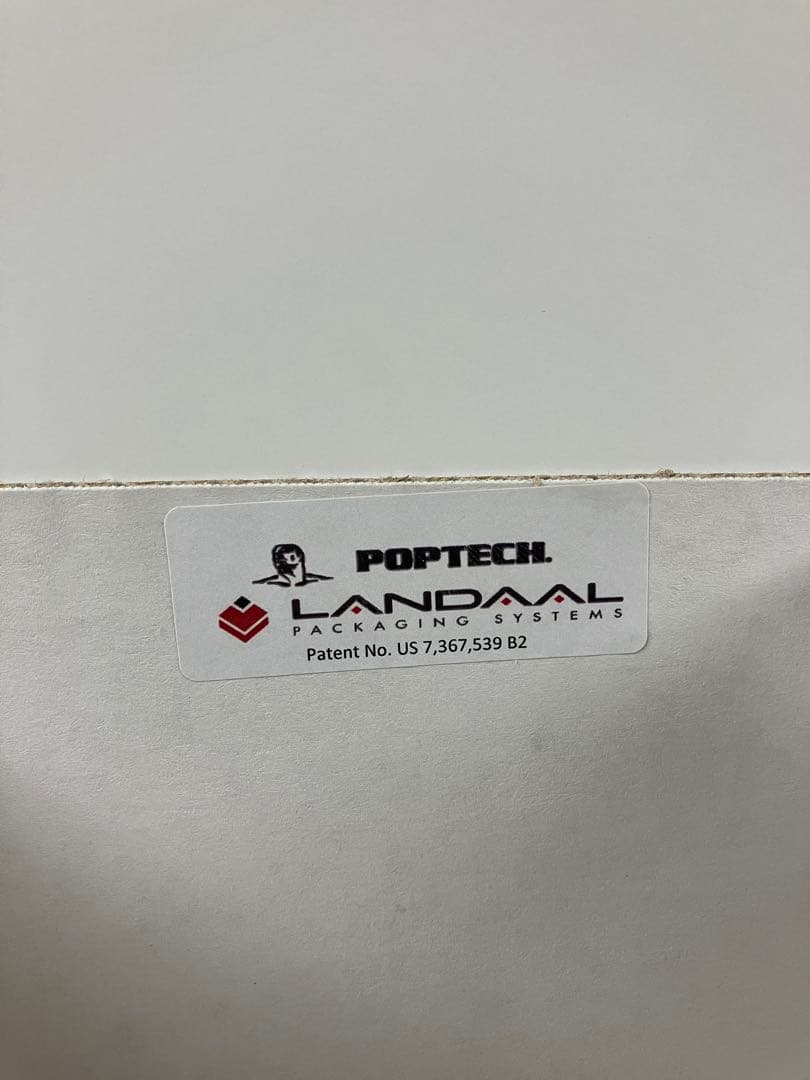 POPTECH.
LANDAAL
PACKAGING SYSTEMS
Patent No. US 7,367,539 B2